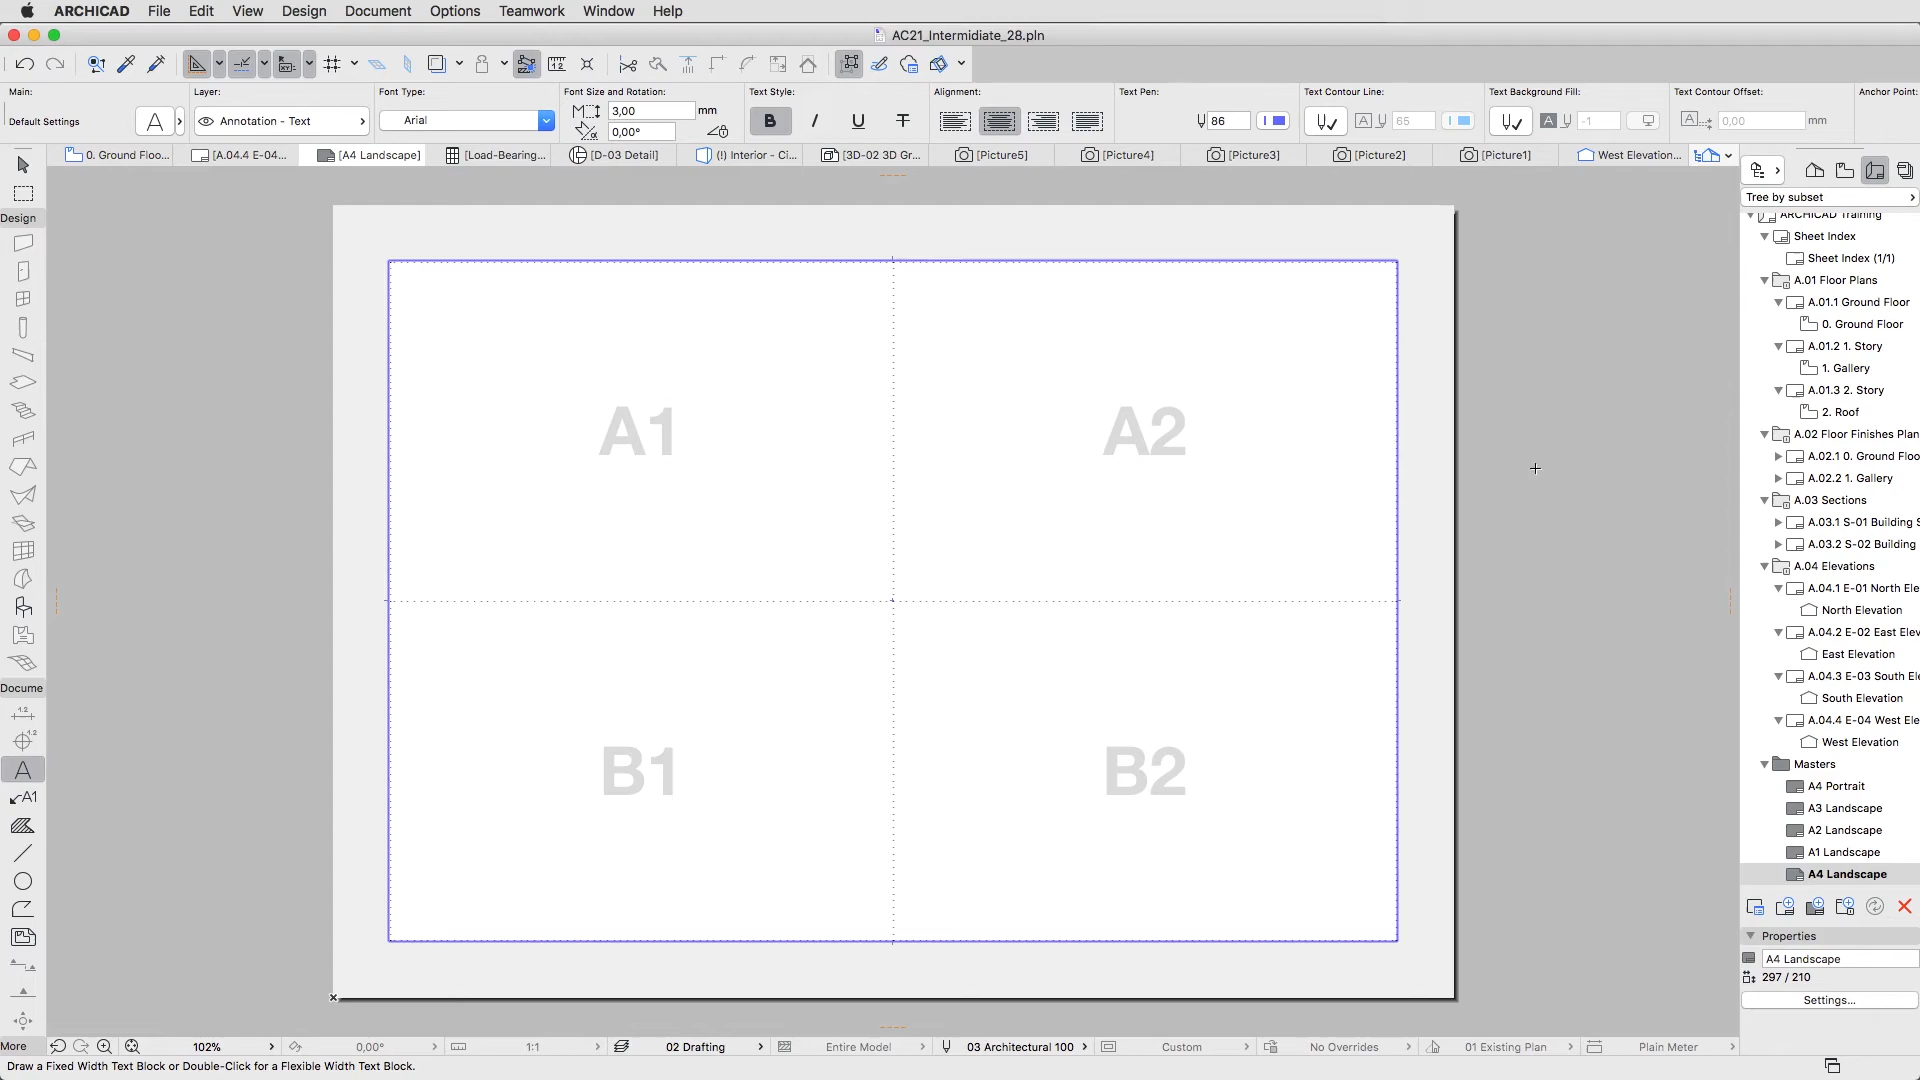 ARCHICAD File Edit View Design Document Options Teamwork Window Help
AC21_Intermidiate_28.pln
Main: Layer: Font Type: Font Size and Rotation: Text Style: Alignment: Text Pen: Text Contour Line: Text Background Fill: Text Contour Offset: Anchor Point:
Default Settings A Annotation - Text Arial 3,00 mm 0,00° B I U T 86 65 -1 0,00 mm
0. Ground Floo... [A.04.4 E-04... [A4 Landscape] [Load-Bearing... [D-03 Detail] (!) Interior - Ci... [3D-02 3D Gr... [Picture5] [Picture4] [Picture3] [Picture2] [Picture1] West Elevation...
Design
Docume
More
A1 A2
B1 B2
Tree by subset
ARCHICAD Training
Sheet Index
Sheet Index (1/1)
A.01 Floor Plans
A.01.1 Ground Floor
0. Ground Floor
A.01.2 1. Story
1. Gallery
A.01.3 2. Story
2. Roof
A.02 Floor Finishes Plan
A.02.1 0. Ground Floo
A.02.2 1. Gallery
A.03 Sections
A.03.1 S-01 Building S
A.03.2 S-02 Building
A.04 Elevations
A.04.1 E-01 North Ele
North Elevation
A.04.2 E-02 East Elev
East Elevation
A.04.3 E-03 South Ele
South Elevation
A.04.4 E-04 West Ele
West Elevation
Masters
A4 Portrait
A3 Landscape
A2 Landscape
A1 Landscape
A4 Landscape
Properties
A4 Landscape
297 / 210
Settings...
102% 0,00° 1:1 02 Drafting Entire Model 03 Architectural 100 Custom No Overrides 01 Existing Plan Plain Meter
Draw a Fixed Width Text Block or Double-Click for a Flexible Width Text Block.